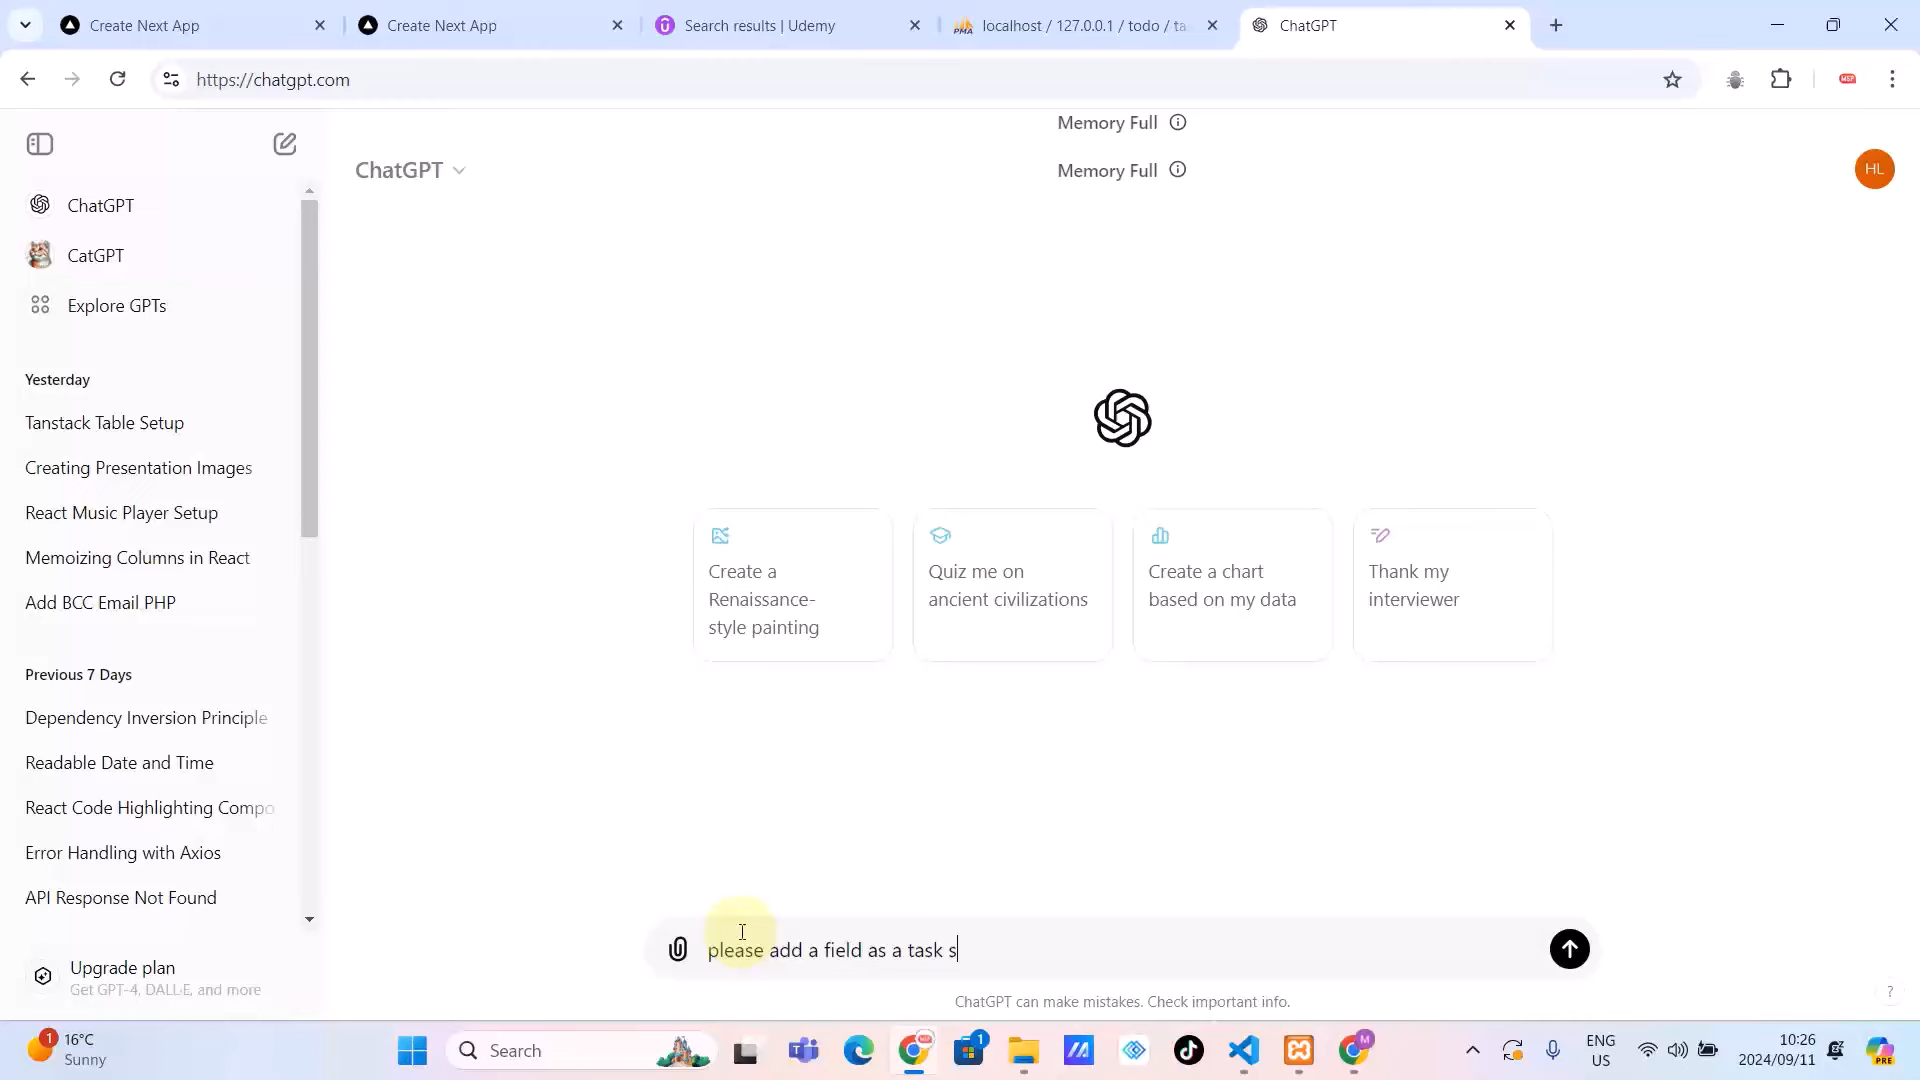 Create Next App
Create Next App
Search results | Udemy
localhost / 127.0.0.1 / todo / ta
ChatGPT
https://chatgpt.com
Memory Full
ChatGPT
Memory Full
HL
ChatGPT
CatGPT
Explore GPTs
Yesterday
Tanstack Table Setup
Creating Presentation Images
React Music Player Setup
Memoizing Columns in React
Add BCC Email PHP
Previous 7 Days
Dependency Inversion Principle
Readable Date and Time
React Code Highlighting Compo
Error Handling with Axios
API Response Not Found
Upgrade plan
Get GPT-4, DALL·E, and more
Create a
Renaissance-
style painting
Quiz me on
ancient civilizations
Create a chart
based on my data
Thank my
interviewer
please add a field as a task s
ChatGPT can make mistakes. Check important info.
?
1
16°C
Sunny
Search
1
M
ENG
US
10:26
2024/09/11
PRE